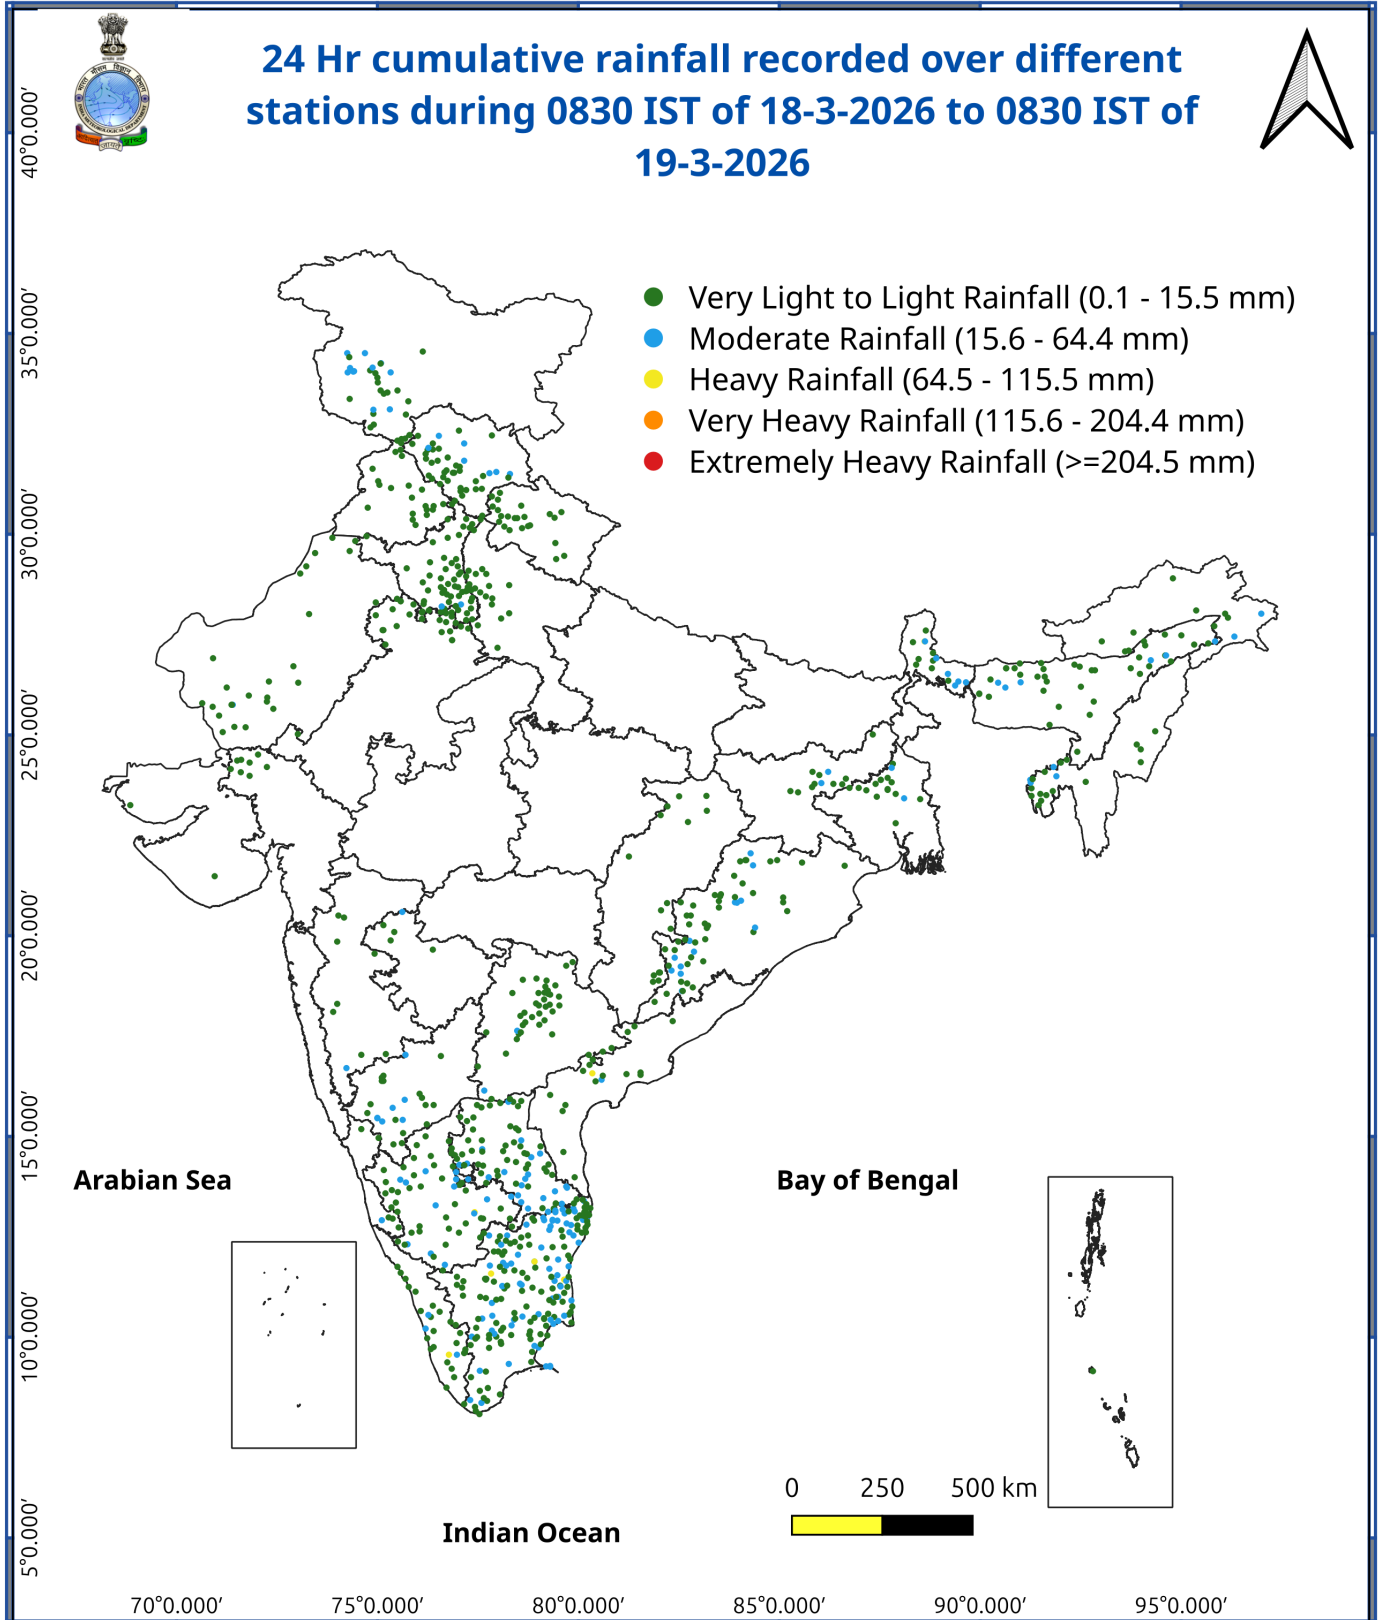 24 Hr cumulative rainfall recorded over different
stations during 0830 IST of 18-3-2026 to 0830 IST of
19-3-2026
Very Light to Light Rainfall (0.1 - 15.5 mm)
Moderate Rainfall (15.6 - 64.4 mm)
Heavy Rainfall (64.5 - 115.5 mm)
Very Heavy Rainfall (115.6 - 204.4 mm)
Extremely Heavy Rainfall (>=204.5 mm)
40°0.000′
35°0.000′
30°0.000′
25°0.000′
20°0.000′
15°0.000′
10°0.000′
5°0.000′
Arabian Sea
Bay of Bengal
Indian Ocean
0 250 500 km
70°0.000′ 75°0.000′ 80°0.000′ 85°0.000′ 90°0.000′ 95°0.000′